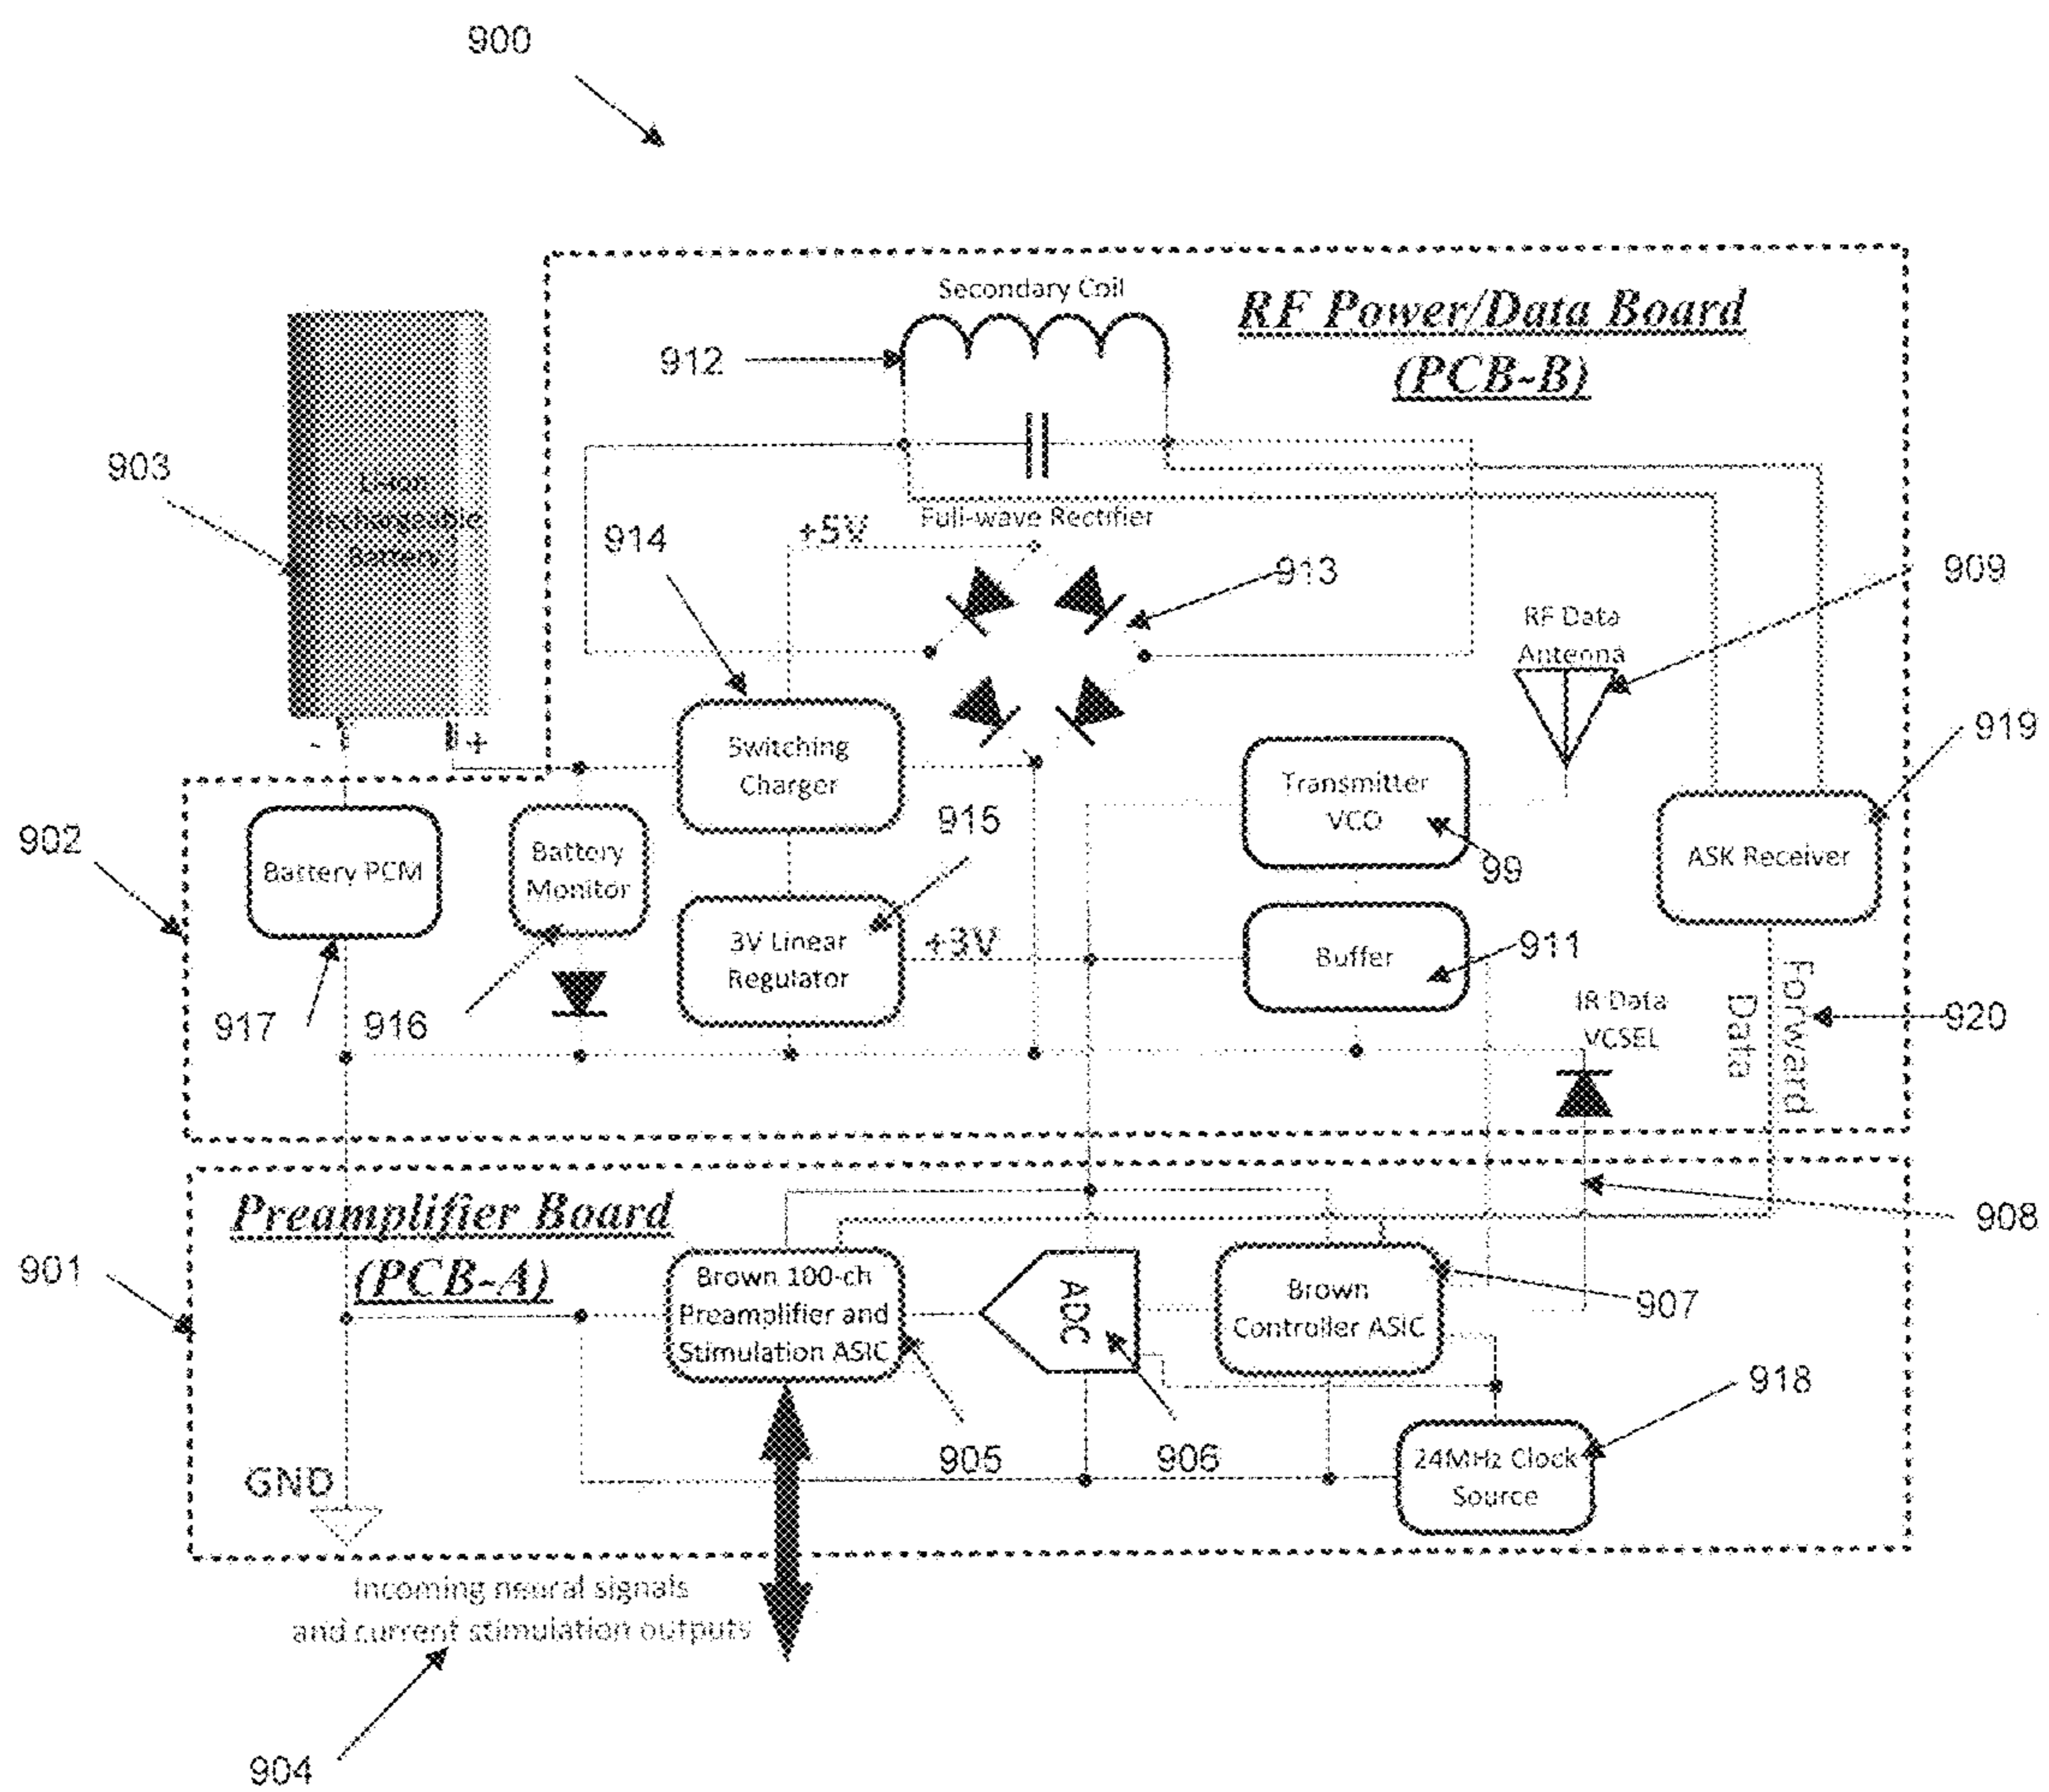 900
Secondary Coil
RF Power/Data Board
(PCB-B)
912
903
Li-ion
Rechargeable
Battery
914
+5V
Full-wave Rectifier
913
909
RF Data
Antenna
919
-
+
Switching
Charger
915
Transmitter
VCO
99
902
Battery PCM
Battery
Monitor
ASK Receiver
3V Linear
Regulator
+3V
Buffer
911
917
916
IR Data
VCSEL
Forward
Data
920
Preamplifier Board
(PCB-A)
908
901
Brown 100-ch
Preamplifier and
Stimulation ASIC
ADC
Brown
Controller ASIC
907
918
905
906
24MHz Clock
Source
GND
Incoming neural signals
and current stimulation outputs
904